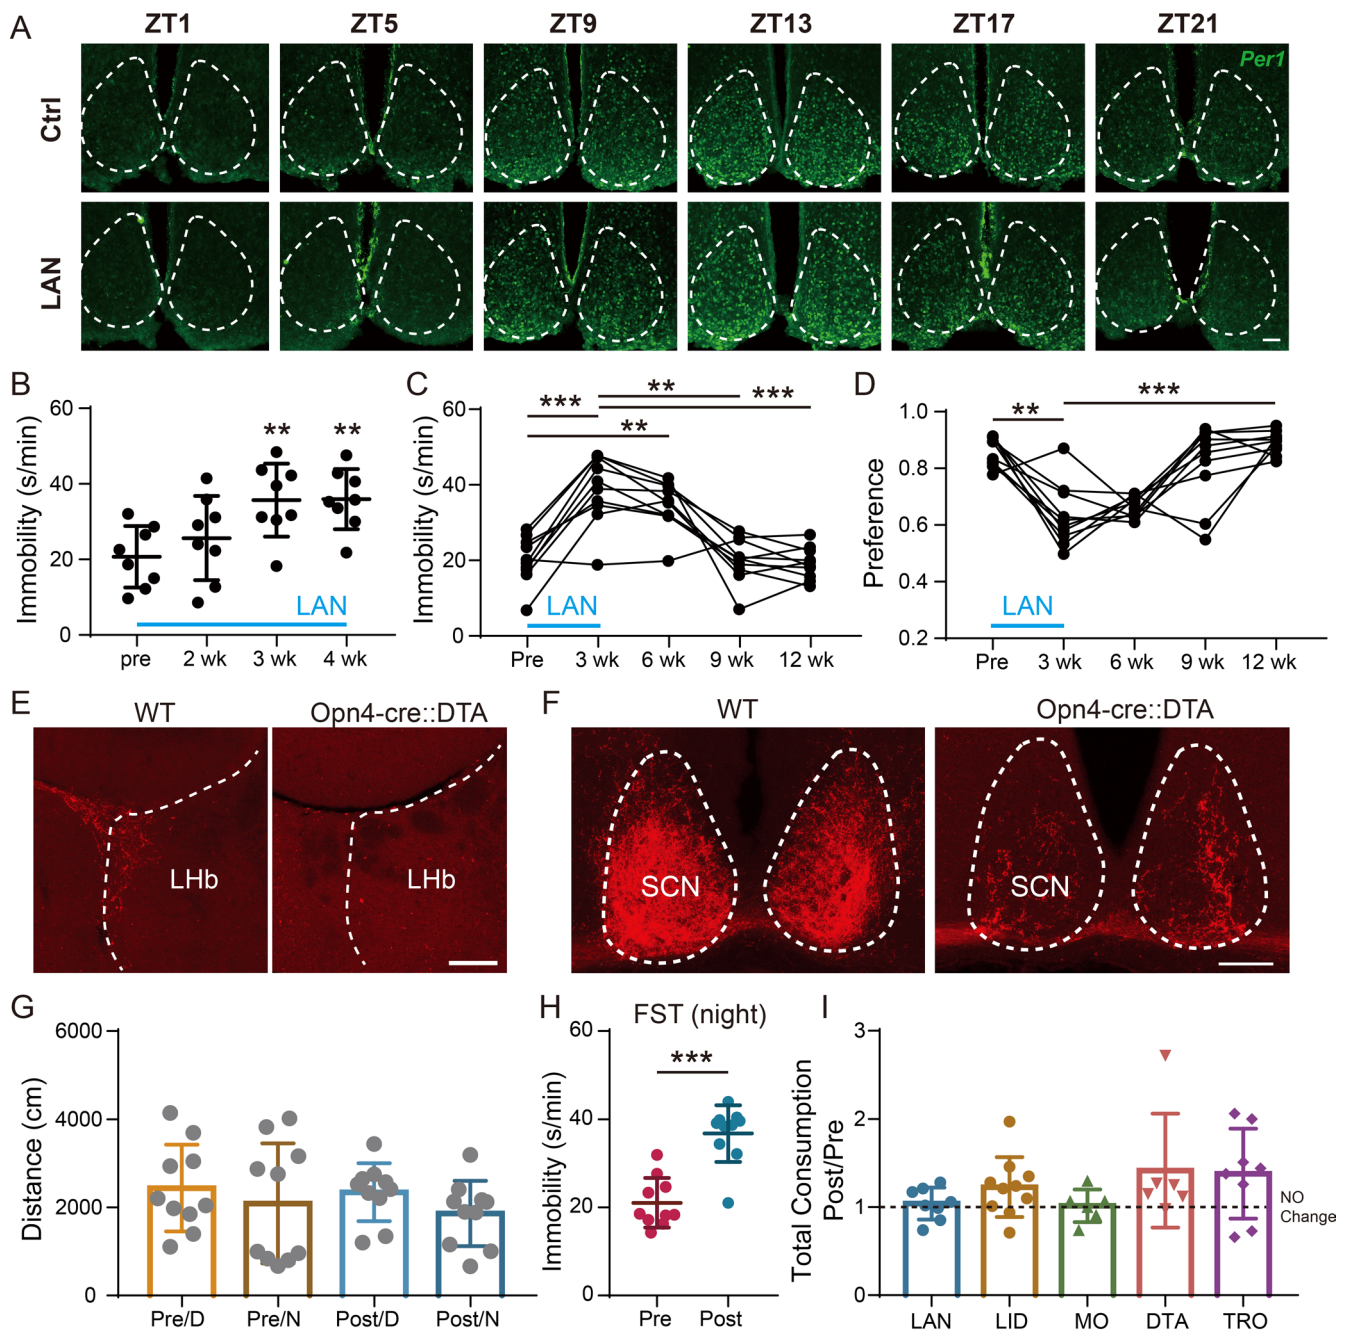 A
ZT1 ZT5 ZT9 ZT13 ZT17 ZT21
Ctrl
Per1
LAN
B
Immobility (s/min)
60
40
20
0
** **
LAN
pre 2 wk 3 wk 4 wk
C
Immobility (s/min)
60
40
20
0
**
*** ***
**
LAN
Pre 3 wk 6 wk 9 wk 12 wk
D
Preference
1.0
0.8
0.6
0.4
0.2
** ***
LAN
Pre 3 wk 6 wk 9 wk 12 wk
E
WT Opn4-cre::DTA
LHb LHb
F
WT Opn4-cre::DTA
SCN SCN
G
Distance (cm)
6000
4000
2000
0
Pre/D Pre/N Post/D Post/N
H
FST (night)
Immobility (s/min)
60
40
20
0
***
Pre Post
I
Total Consumption
Post/Pre
3
2
1
0
NO
Change
LAN LID MO DTA TRO